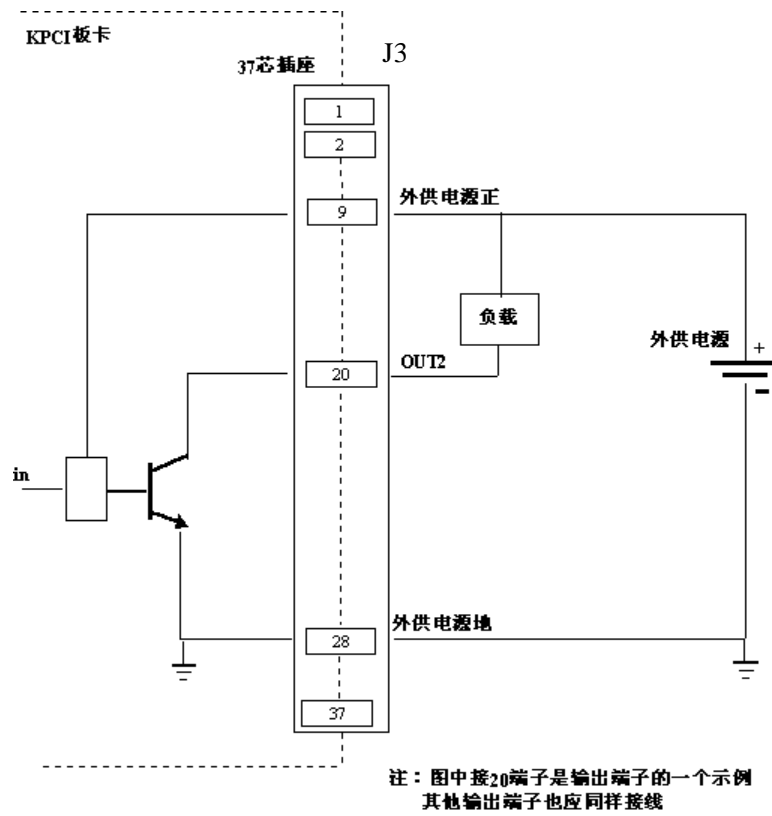 KPCI板卡
J3
37芯插座
1
2
9
外供电源正
负载
外供电源
+
-
20
OUT2
in
28
外供电源地
37
注：图中接20端子是输出端子的一个示例
其他输出端子也应同样接线